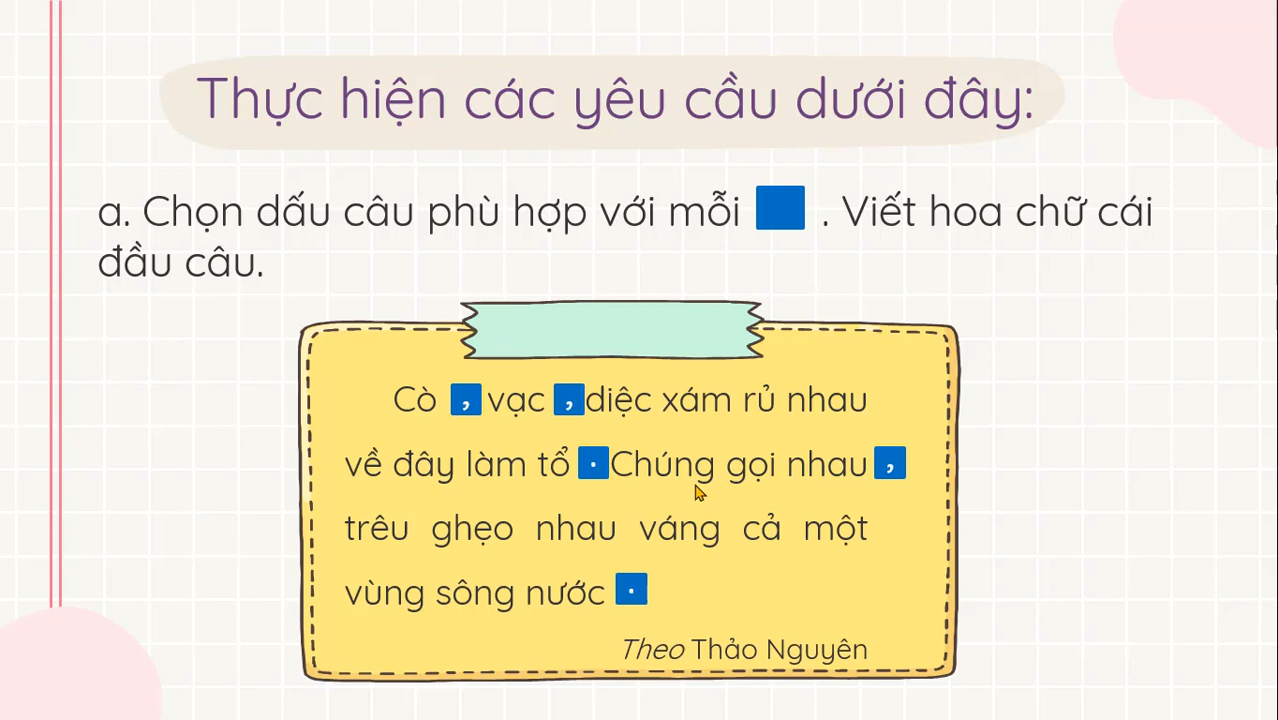 Thực hiện các yêu cầu dưới đây:
a. Chọn dấu câu phù hợp với mỗi . Viết hoa chữ cái
đầu câu.
Cò , vạc , diệc xám rủ nhau
về đây làm tổ . Chúng gọi nhau ,
trêu ghẹo nhau váng cả một
vùng sông nước .
Theo Thảo Nguyên